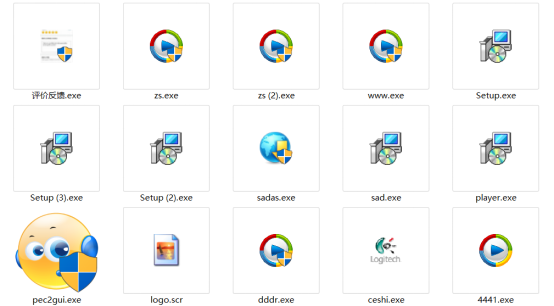 评价反馈.exe
zs.exe
zs (2).exe
www.exe
Setup.exe
Setup (3).exe
Setup (2).exe
sadas.exe
sad.exe
player.exe
Logitech
pec2gui.exe
logo.scr
dddr.exe
ceshi.exe
4441.exe